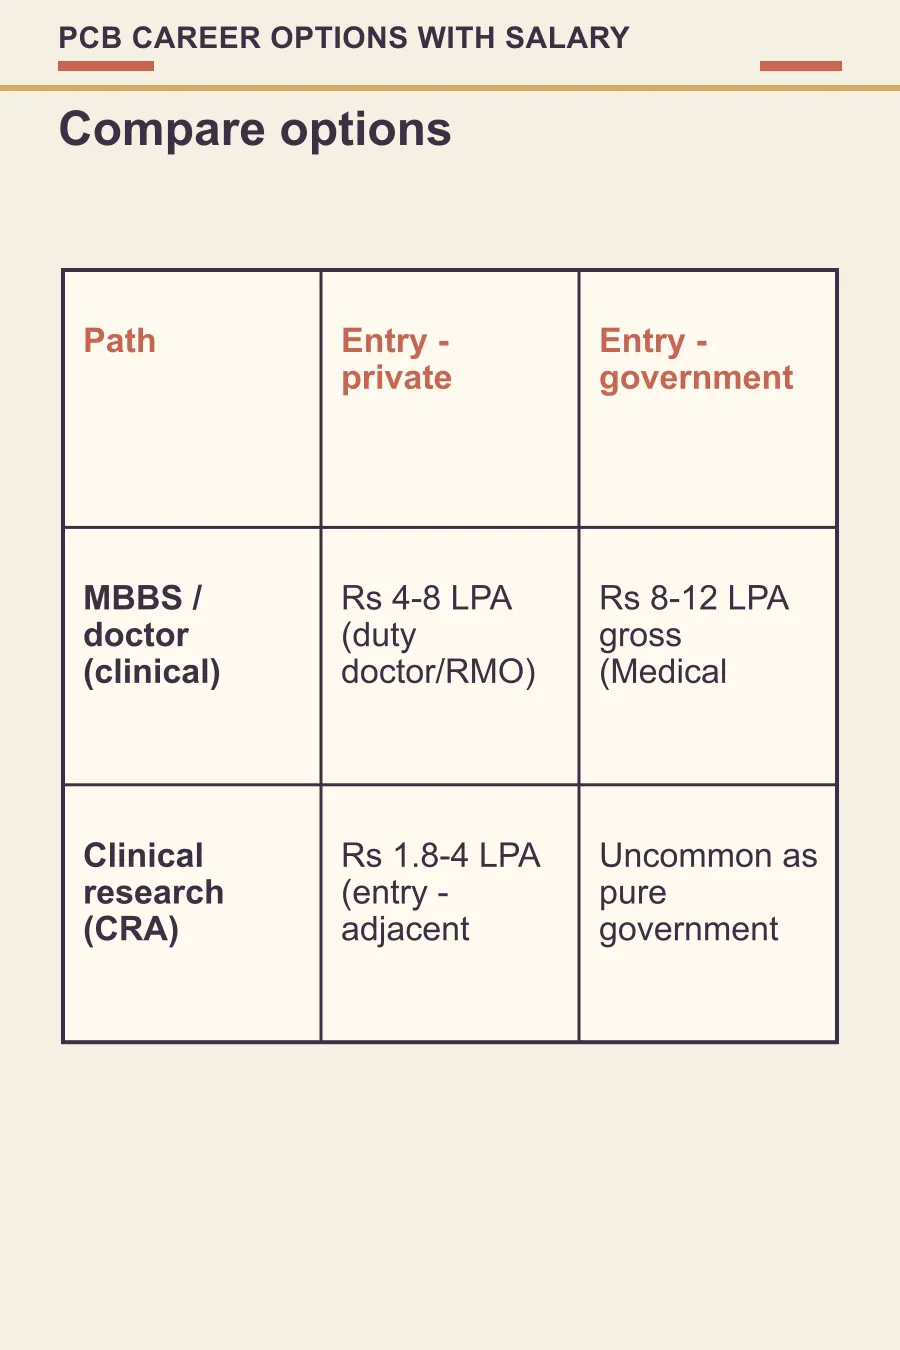 PCB CAREER OPTIONS WITH SALARY
Compare options
Path
Entry -
private
Entry -
government
MBBS /
doctor
(clinical)
Rs 4-8 LPA
(duty
doctor/RMO)
Rs 8-12 LPA
gross
(Medical
Clinical
research
(CRA)
Rs 1.8-4 LPA
(entry -
adjacent
Uncommon as
pure
government